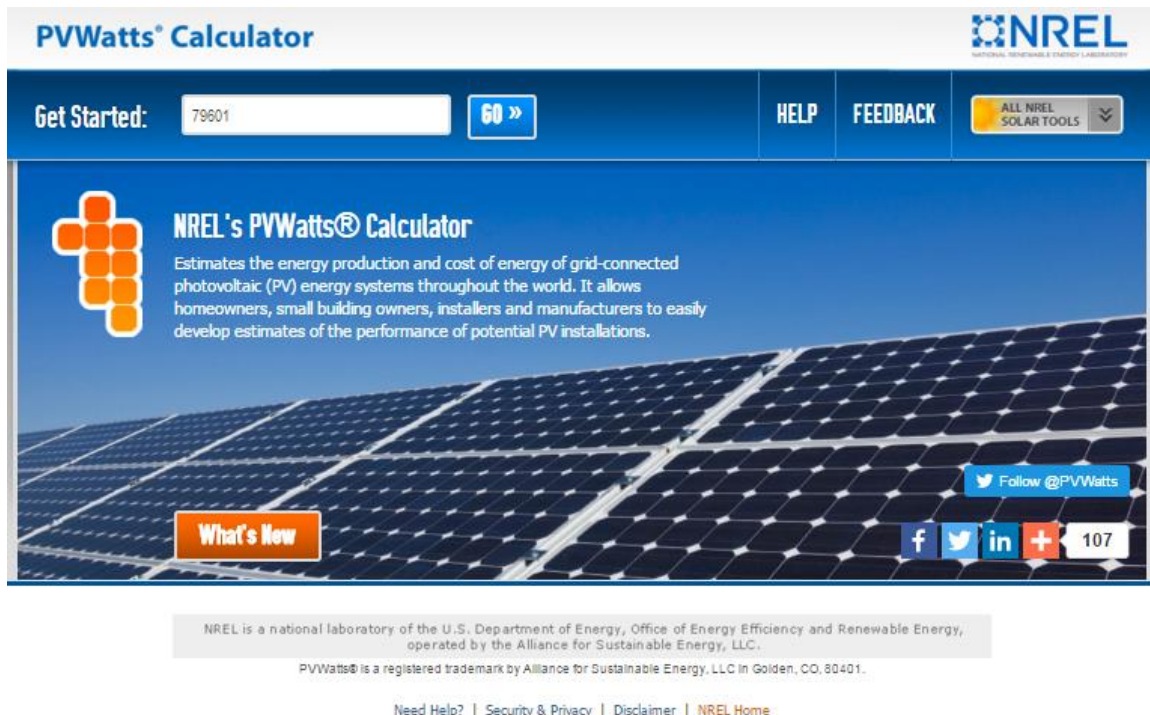 PVWatts® Calculator
NREL
NATIONAL RENEWABLE ENERGY LABORATORY
Get Started:
79601
GO »
HELP
FEEDBACK
ALL NREL
SOLAR TOOLS
NREL's PVWatts® Calculator
Estimates the energy production and cost of energy of grid-connected
photovoltaic (PV) energy systems throughout the world. It allows
homeowners, small building owners, installers and manufacturers to easily
develop estimates of the performance of potential PV installations.
Follow @PVWatts
What's New
f
in
+
107
NREL is a national laboratory of the U.S. Department of Energy, Office of Energy Efficiency and Renewable Energy,
operated by the Alliance for Sustainable Energy, LLC.
PVWatts® is a registered trademark by Alliance for Sustainable Energy, LLC in Golden, CO, 80401.
Need Help? | Security & Privacy | Disclaimer | NREL Home